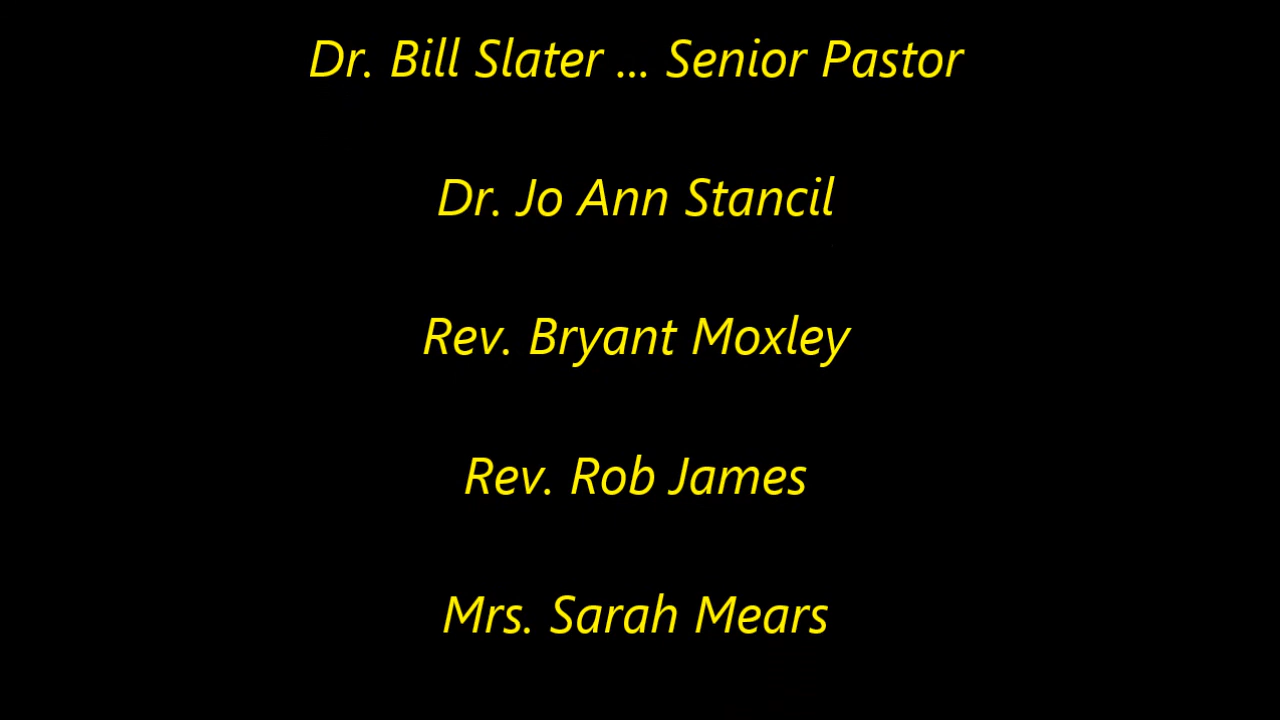 Dr. Bill Slater ... Senior Pastor
Dr. Jo Ann Stancil
Rev. Bryant Moxley
Rev. Rob James
Mrs. Sarah Mears